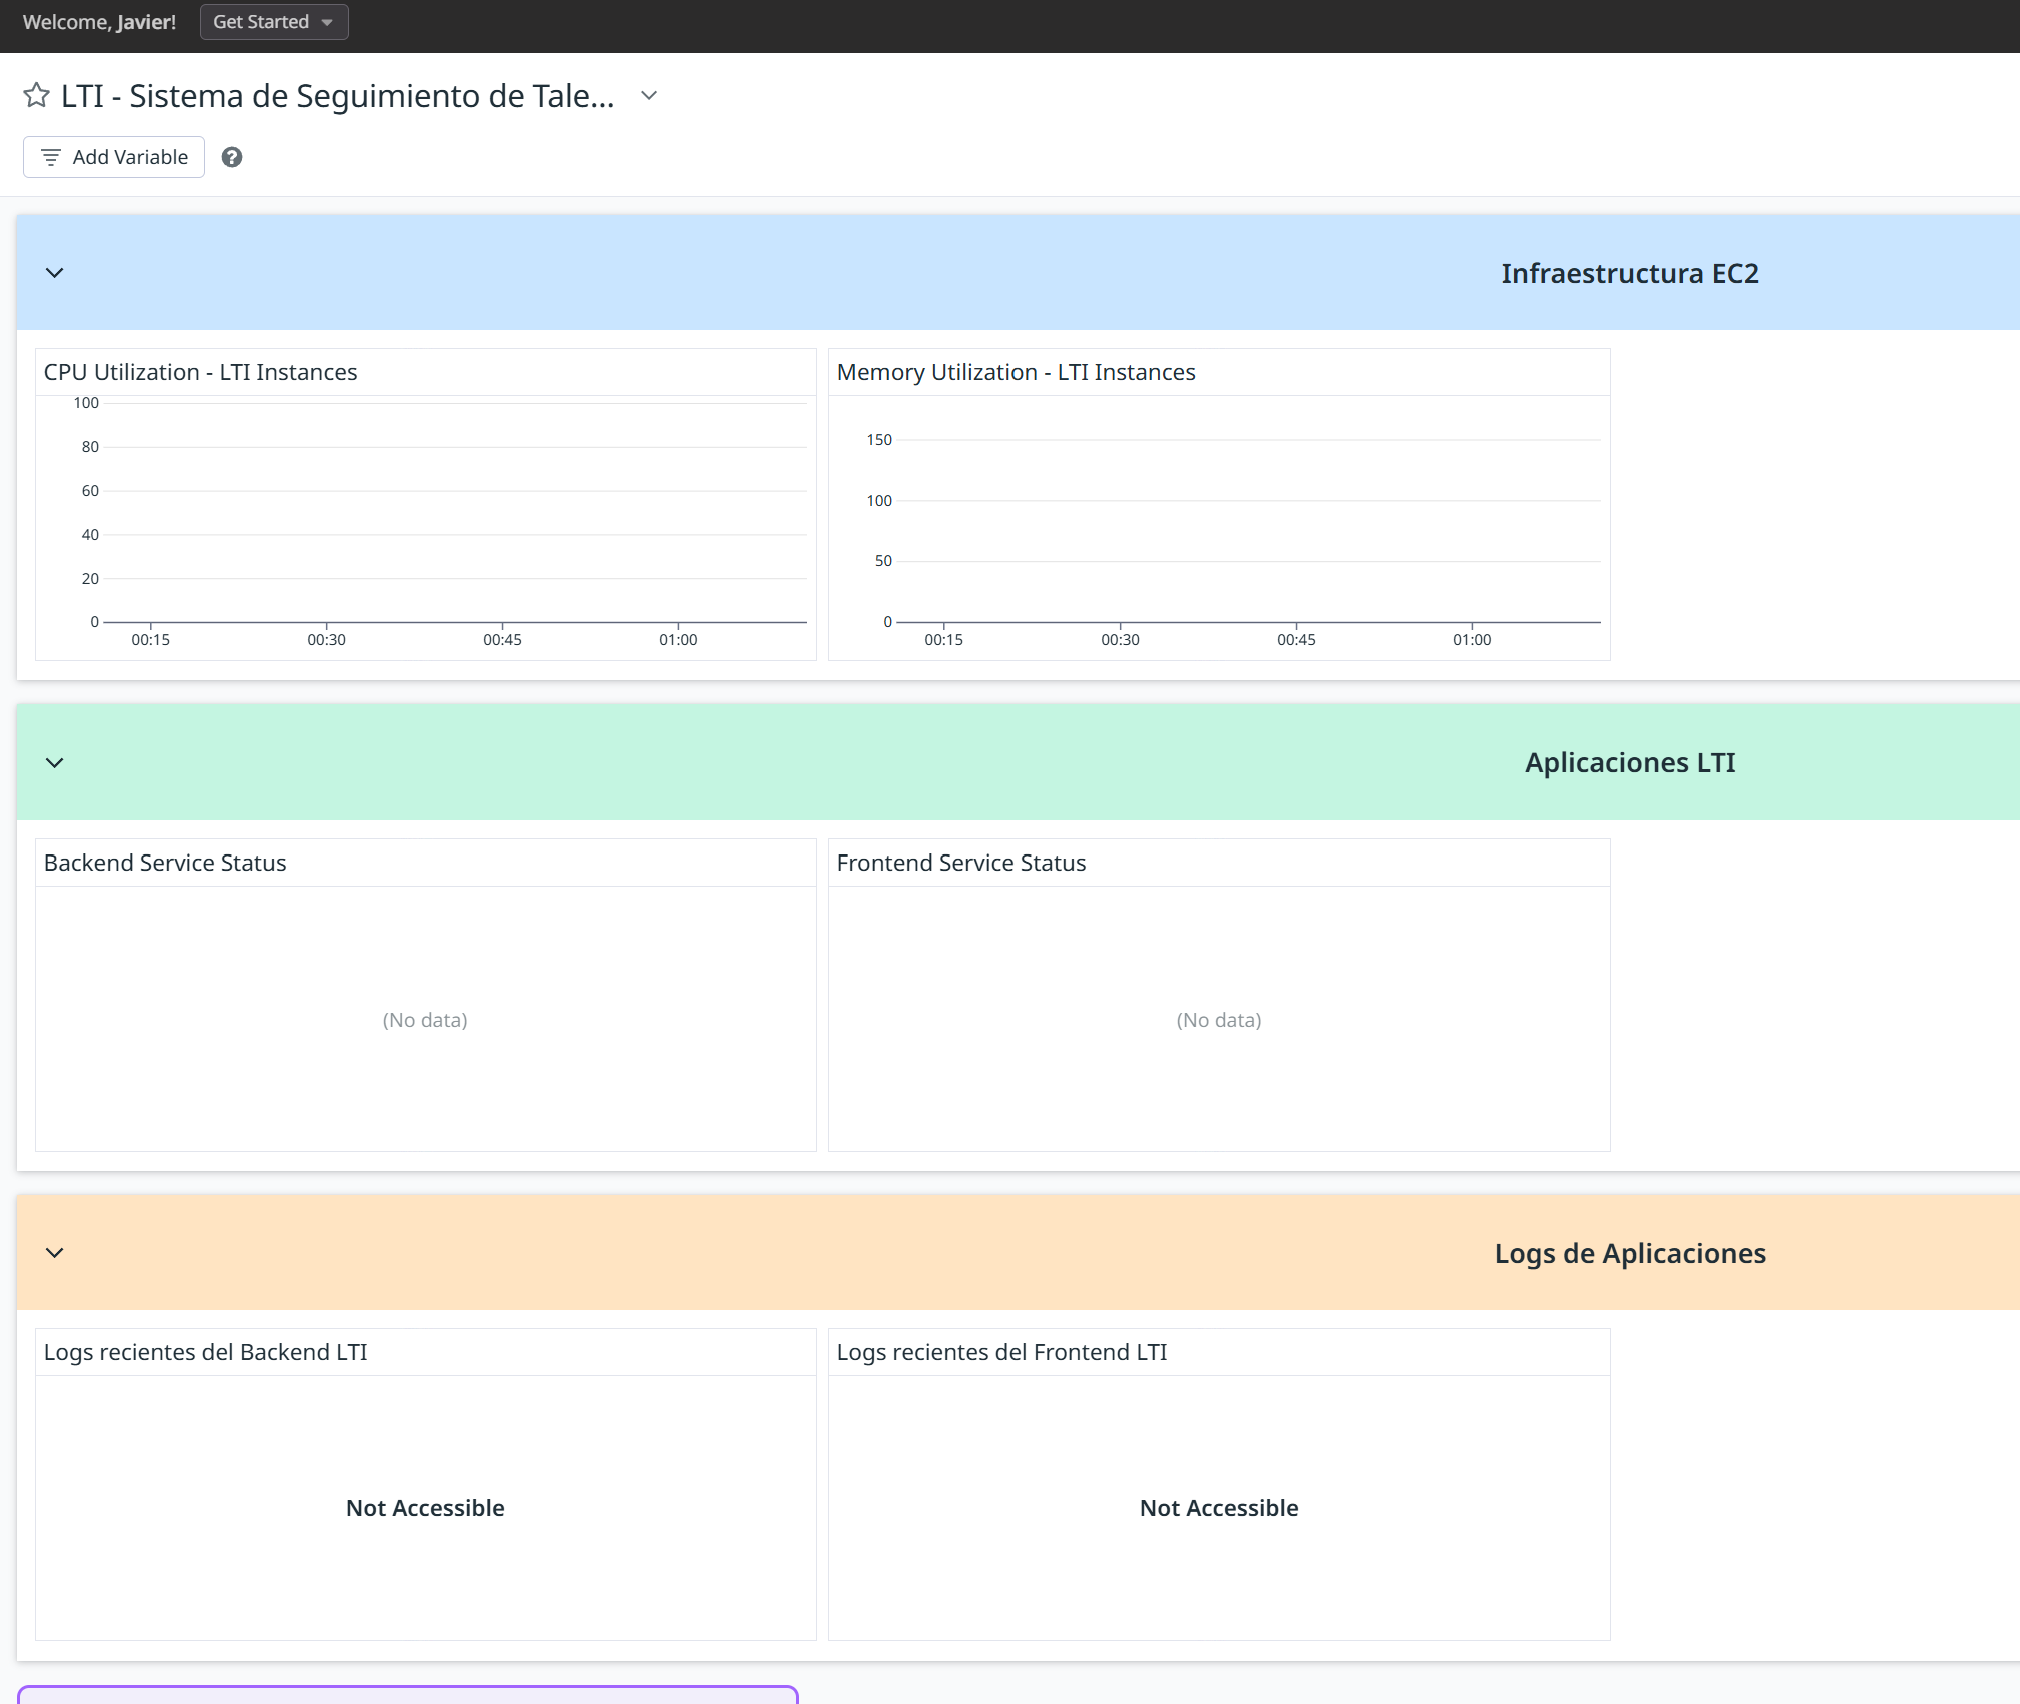 Welcome, Javier!
Get Started
LTI - Sistema de Seguimiento de Tale...
Add Variable
?
Infraestructura EC2
CPU Utilization - LTI Instances
100
80
60
40
20
0
00:15 00:30 00:45 01:00
Memory Utilization - LTI Instances
150
100
50
0
00:15 00:30 00:45 01:00
Aplicaciones LTI
Backend Service Status
(No data)
Frontend Service Status
(No data)
Logs de Aplicaciones
Logs recientes del Backend LTI
Not Accessible
Logs recientes del Frontend LTI
Not Accessible